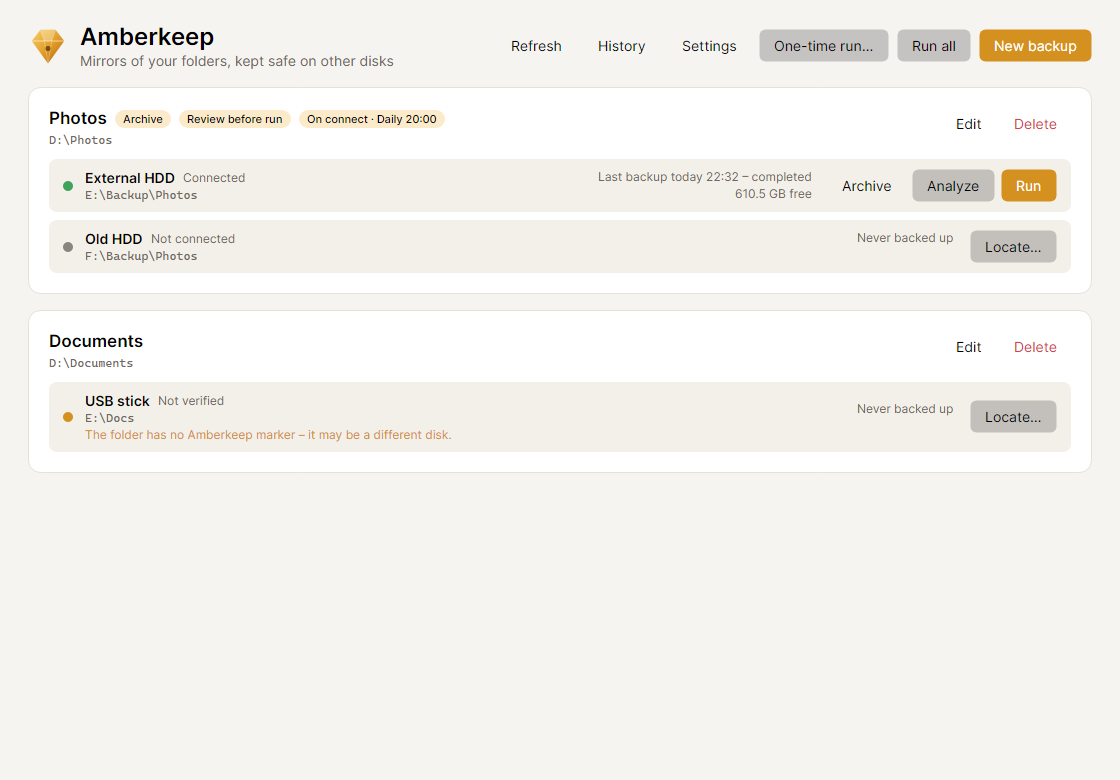 Amberkeep
Mirrors of your folders, kept safe on other disks
Refresh
History
Settings
One-time run...
Run all
New backup
Photos
Archive
Review before run
On connect · Daily 20:00
D:\Photos
Edit
Delete
External HDD
Connected
E:\Backup\Photos
Last backup today 22:32 – completed
610.5 GB free
Archive
Analyze
Run
Old HDD
Not connected
F:\Backup\Photos
Never backed up
Locate...
Documents
D:\Documents
Edit
Delete
USB stick
Not verified
E:\Docs
The folder has no Amberkeep marker – it may be a different disk.
Never backed up
Locate...